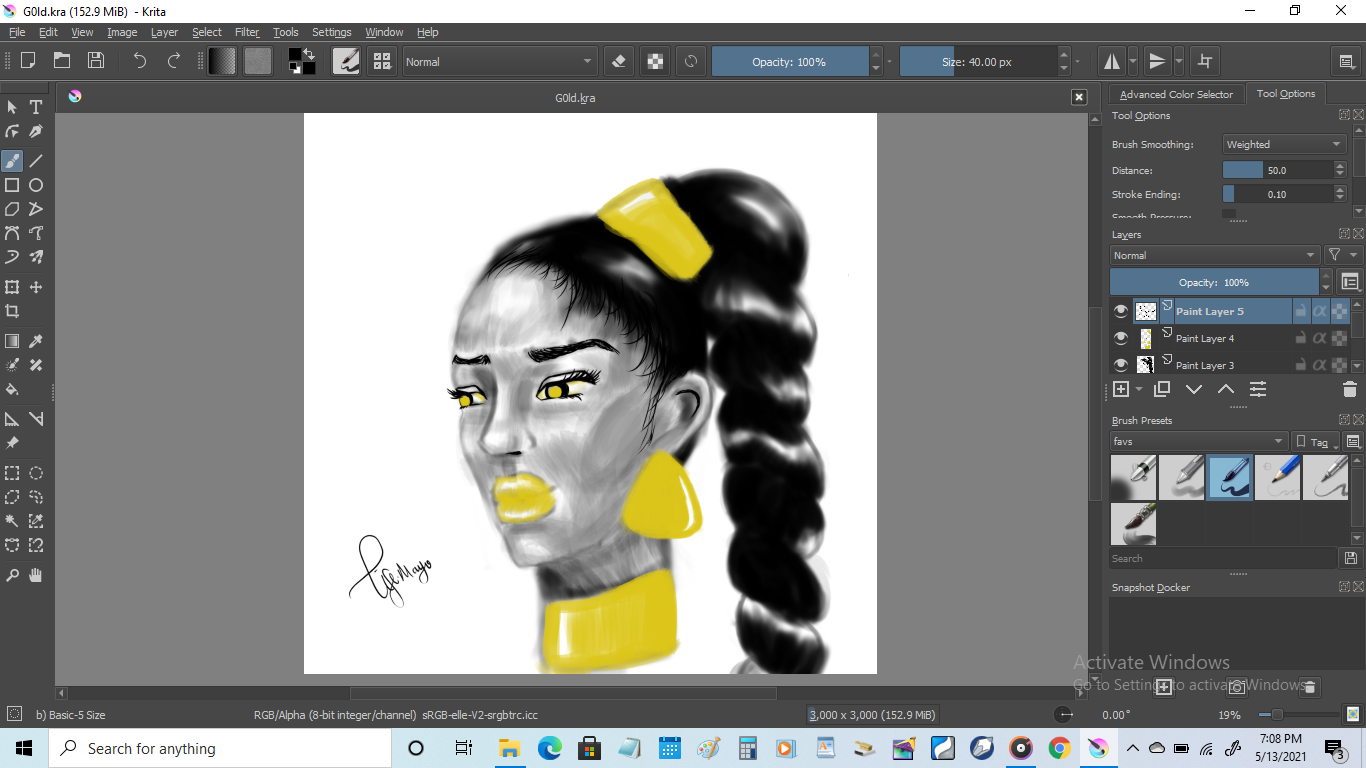 G0ld.kra (152.9 MiB) - Krita
File Edit View Image Layer Select Filter Tools Settings Window Help
Normal Opacity: 100% Size: 40.00 px
G0ld.kra
Advanced Color Selector Tool Options
Tool Options
Brush Smoothing: Weighted
Distance: 50.0
Stroke Ending: 0.10
Smooth Pressure:
Layers
Normal
Opacity: 100%
Paint Layer 5
Paint Layer 4
Paint Layer 3
Brush Presets
favs Tag
Search
Snapshot Docker
Activate Windows
Go to Settings to activate Windows.
b) Basic-5 Size RGB/Alpha (8-bit integer/channel) sRGB-elle-V2-srgbtrc.icc 3,000 x 3,000 (152.9 MiB) 0.00° 19%
Search for anything
7:08 PM
5/13/2021
3